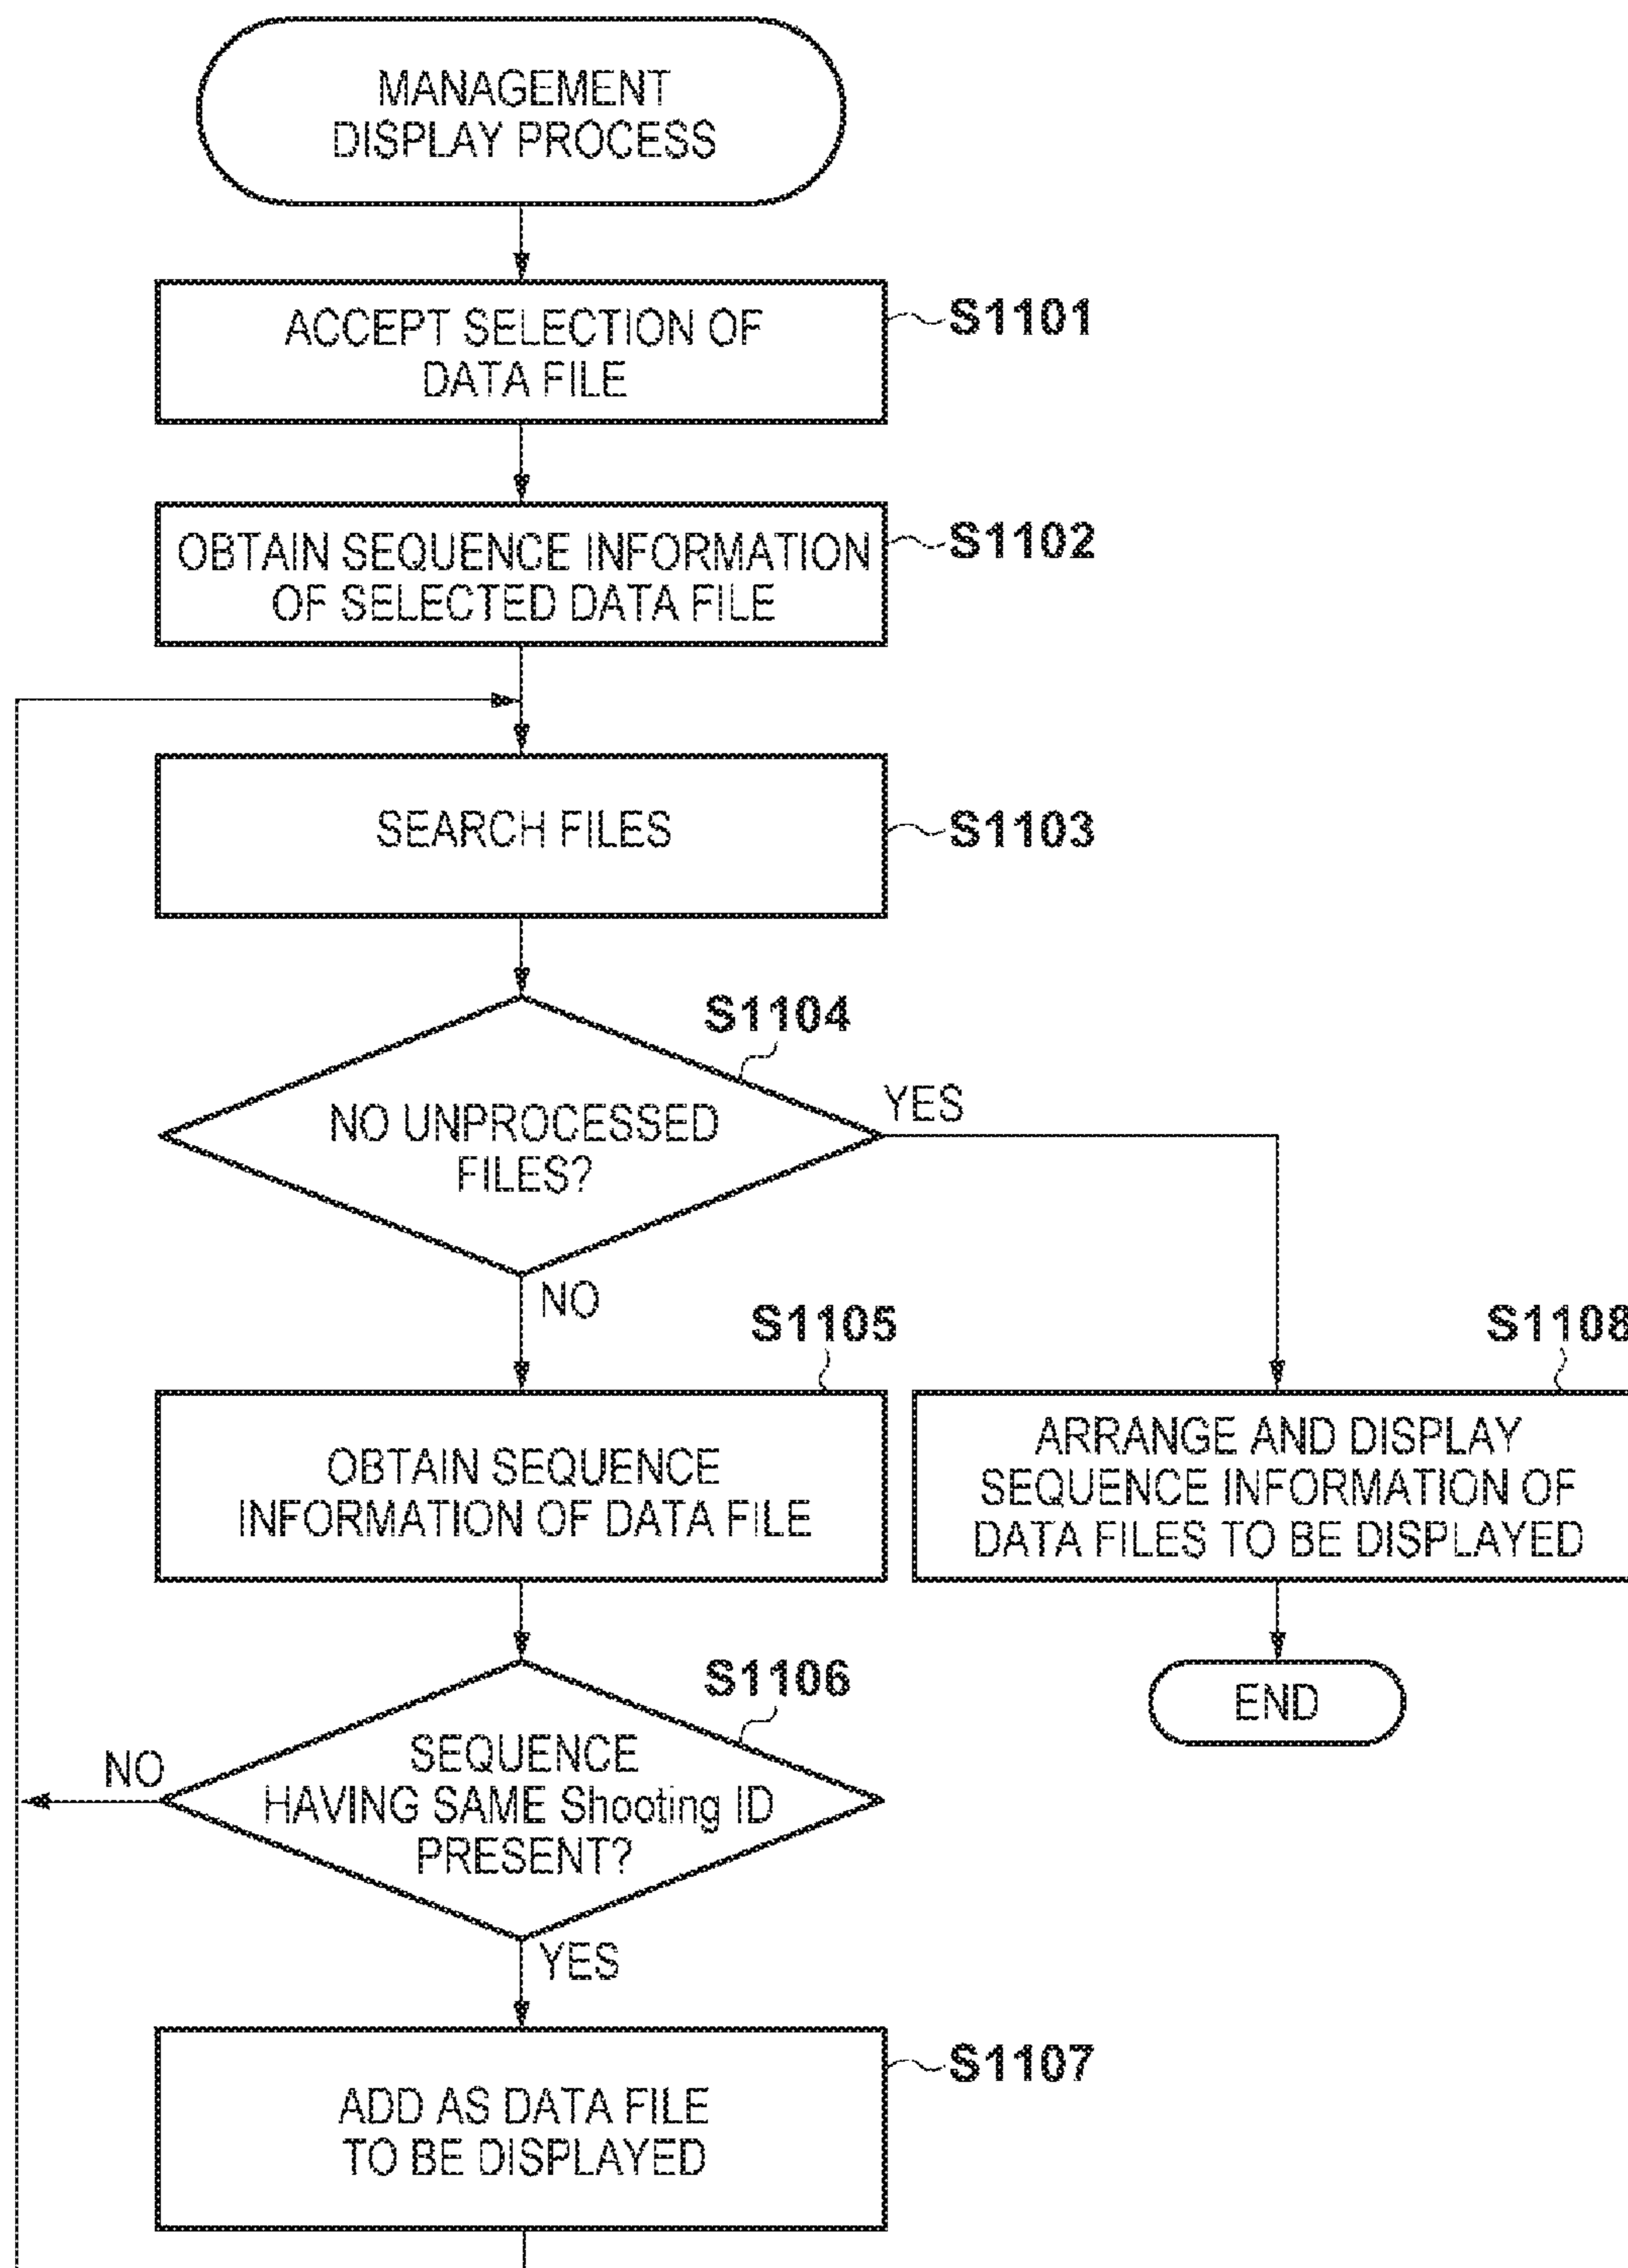 MANAGEMENT
DISPLAY PROCESS
ACCEPT SELECTION OF
DATA FILE
S1101
OBTAIN SEQUENCE INFORMATION
OF SELECTED DATA FILE
S1102
SEARCH FILES
S1103
S1104
NO UNPROCESSED
FILES?
YES
NO
S1105
OBTAIN SEQUENCE
INFORMATION OF DATA FILE
S1108
ARRANGE AND DISPLAY
SEQUENCE INFORMATION OF
DATA FILES TO BE DISPLAYED
END
S1106
SEQUENCE
HAVING SAME Shooting ID
PRESENT?
NO
YES
S1107
ADD AS DATA FILE
TO BE DISPLAYED